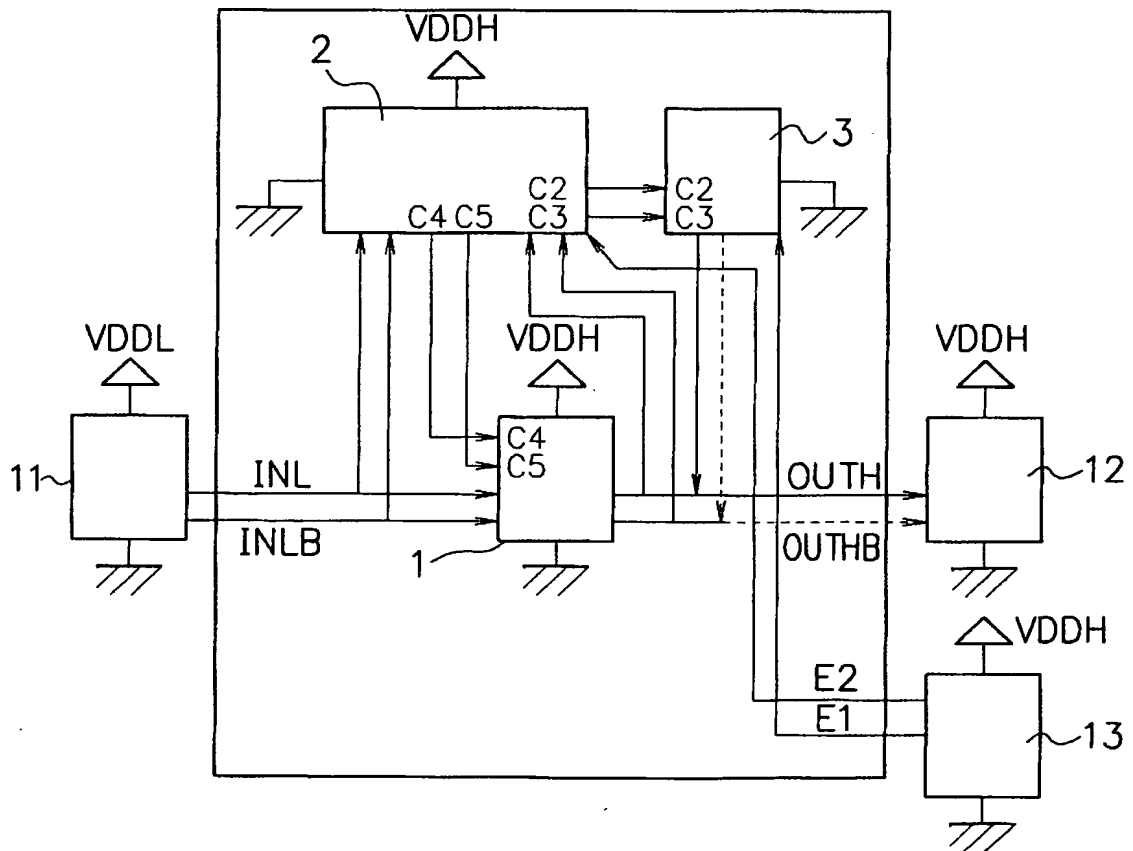 VDDH
2
3
C2
C3
C4 C5
C2
C3
VDDL
VDDH
VDDH
11
C4
C5
INL
INLB
1
OUTH
OUTHB
12
VDDH
E2
E1
13